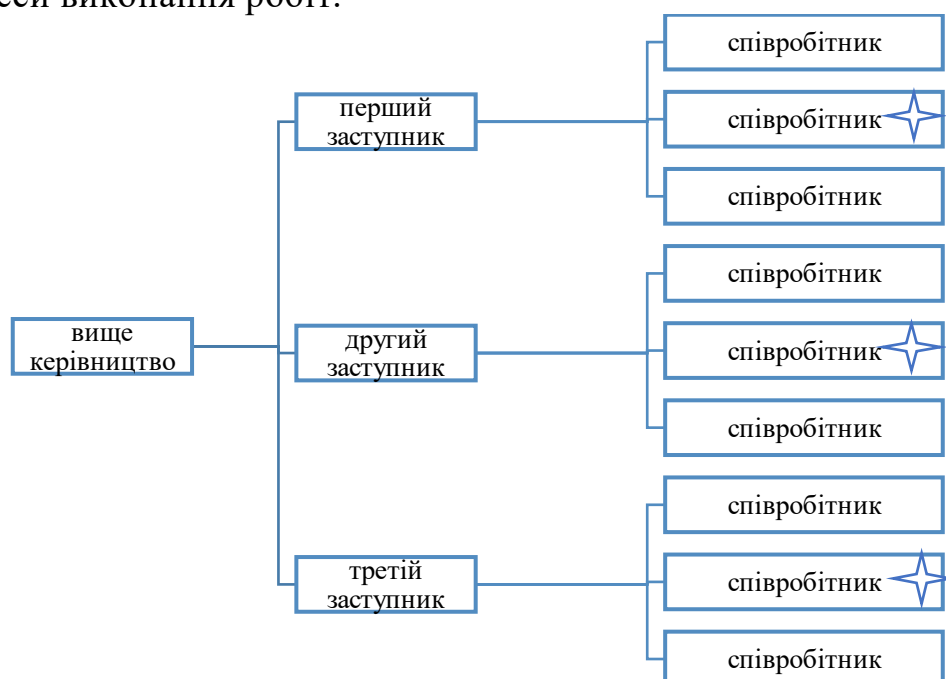 виконання робіт.
співробітник
перший
заступник
співробітник
співробітник
співробітник
вище
керівництво
другий
заступник
співробітник
співробітник
співробітник
третій
заступник
співробітник
співробітник